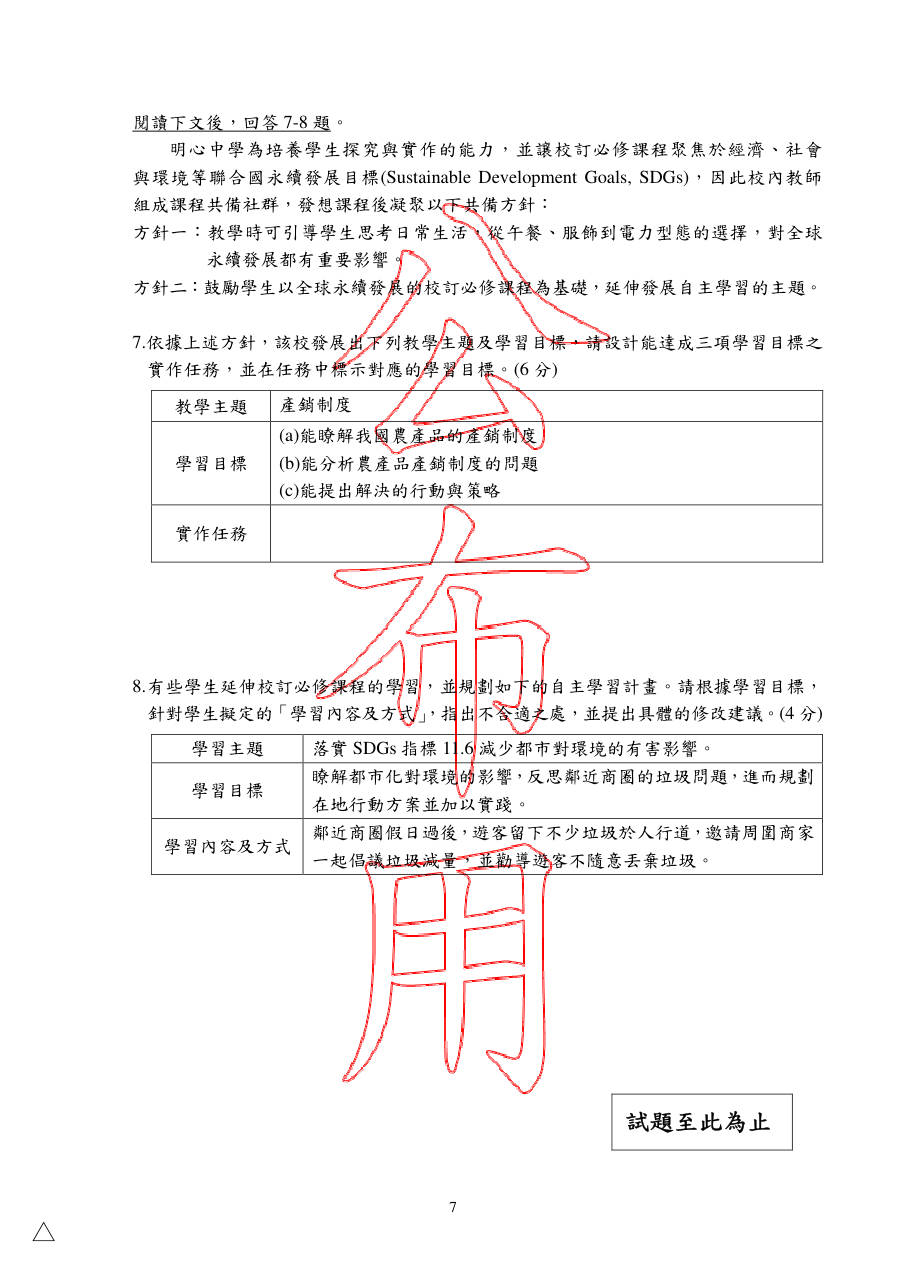 閱讀下文後,回答 7-8 題。
明心中學為培養學生探究與實作的能力,並讓校訂必修課程聚焦於經濟、社會
與環境等聯合國永續發展目標(Sustainable Development Goals, SDGs),因此校內教師
組成課程共備社群,發想課程後凝聚以下共備方針:
方針一:教學時可引導學生思考日常生活,從午餐、服飾到電力型態的選擇,對全球
永續發展都有重要影響。
方針二:鼓勵學生以全球永續發展的校訂必修課程為基礎,延伸發展自主學習的主題。
7.依據上述方針,該校發展出下列教學主題及學習目標,請設計能達成三項學習目標之
實作任務,並在任務中標示對應的學習目標。(6 分)
教學主題 產銷制度
學習目標
(a)能瞭解我國農產品的產銷制度
(b)能分析農產品產銷制度的問題
(c)能提出解決的行動與策略
實作任務
8.有些學生延伸校訂必修課程的學習,並規劃如下的自主學習計畫。請根據學習目標,
針對學生擬定的「學習內容及方式」,指出不合適之處,並提出具體的修改建議。(4 分)
學習主題 落實 SDGs 指標 11.6 減少都市對環境的有害影響。
學習目標
瞭解都市化對環境的影響,反思鄰近商圈的垃圾問題,進而規劃
在地行動方案並加以實踐。
學習內容及方式
鄰近商圈假日過後,遊客留下不少垃圾於人行道,邀請周圍商家
一起倡議垃圾減量,並勸導遊客不隨意丟棄垃圾。
公布用
試題至此為止
7